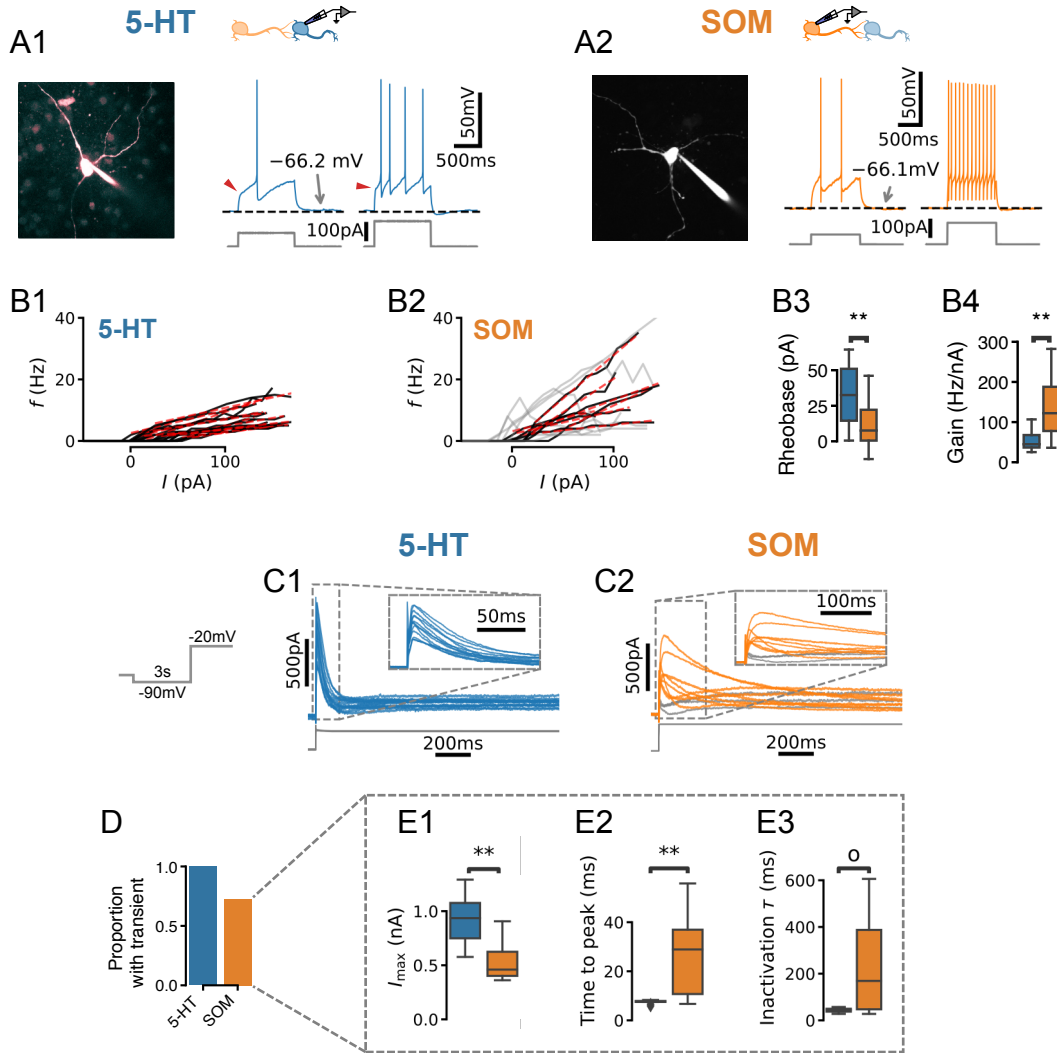 5-HT
SOM
A1
A2
−66.2 mV
50mV
500ms
100pA
−66.1mV
50mV
500ms
100pA
B1
B2
B3
B4
5-HT
SOM
40
20
0
f (Hz)
0
100
I (pA)
40
20
0
f (Hz)
0
100
I (pA)
**
50
25
0
Rheobase (pA)
**
300
200
100
0
Gain (Hz/nA)
5-HT
SOM
C1
C2
-20mV
3s
-90mV
50ms
500pA
200ms
100ms
500pA
200ms
D
1.0
0.5
0.0
Proportion
with transient
5-HT
SOM
E1
E2
E3
**
1.0
0.5
0.0
Imax (nA)
**
40
20
0
Time to peak (ms)
o
600
400
200
0
Inactivation τ (ms)